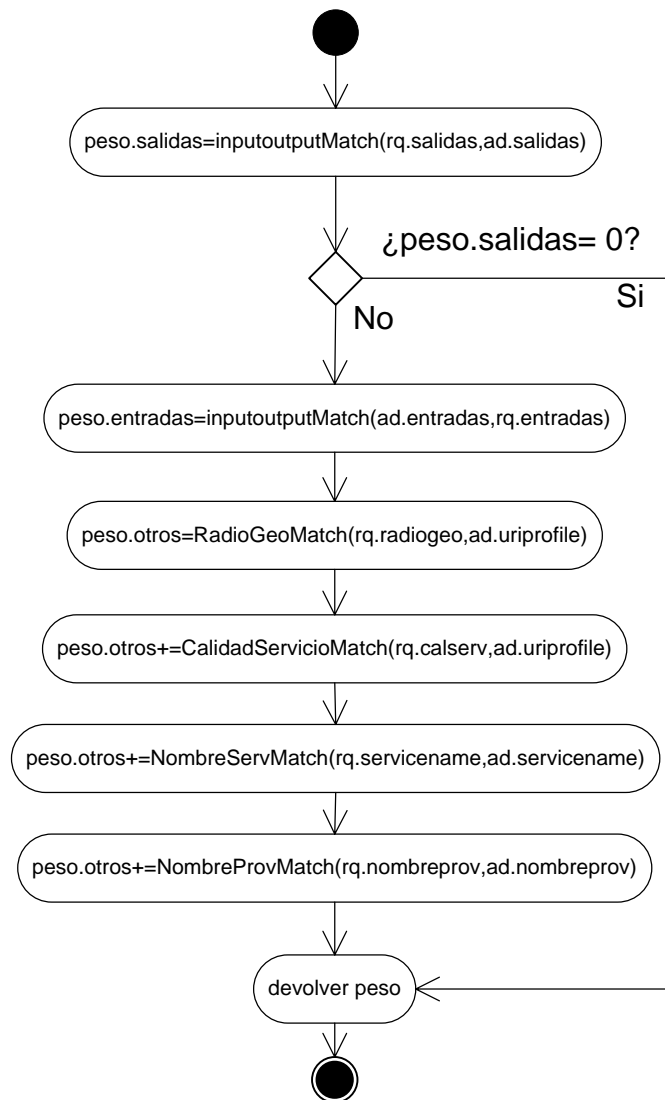 peso.salidas=inputoutputMatch(rq.salidas,ad.salidas)
¿peso.salidas= 0?
Si
No
peso.entradas=inputoutputMatch(ad.entradas,rq.entradas)
peso.otros=RadioGeoMatch(rq.radiogeo,ad.uriprofile)
peso.otros+=CalidadServicioMatch(rq.calserv,ad.uriprofile)
peso.otros+=NombreServMatch(rq.servicename,ad.servicename)
peso.otros+=NombreProvMatch(rq.nombreprov,ad.nombreprov)
devolver peso